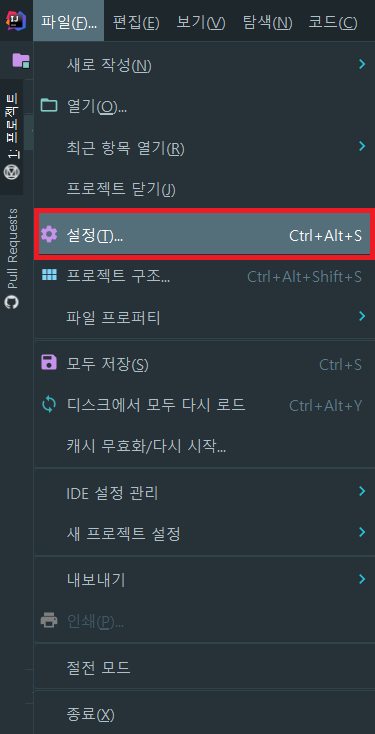 파일(F)... 편집(E) 보기(V) 탐색(N) 코드(C)
1: 프로젝트
Pull Requests
새로 작성(N)
열기(O)...
최근 항목 열기(R)
프로젝트 닫기(J)
설정(T)... Ctrl+Alt+S
프로젝트 구조... Ctrl+Alt+Shift+S
파일 프로퍼티
모두 저장(S) Ctrl+S
디스크에서 모두 다시 로드 Ctrl+Alt+Y
캐시 무효화/다시 시작...
IDE 설정 관리
새 프로젝트 설정
내보내기
인쇄(P)...
절전 모드
종료(X)